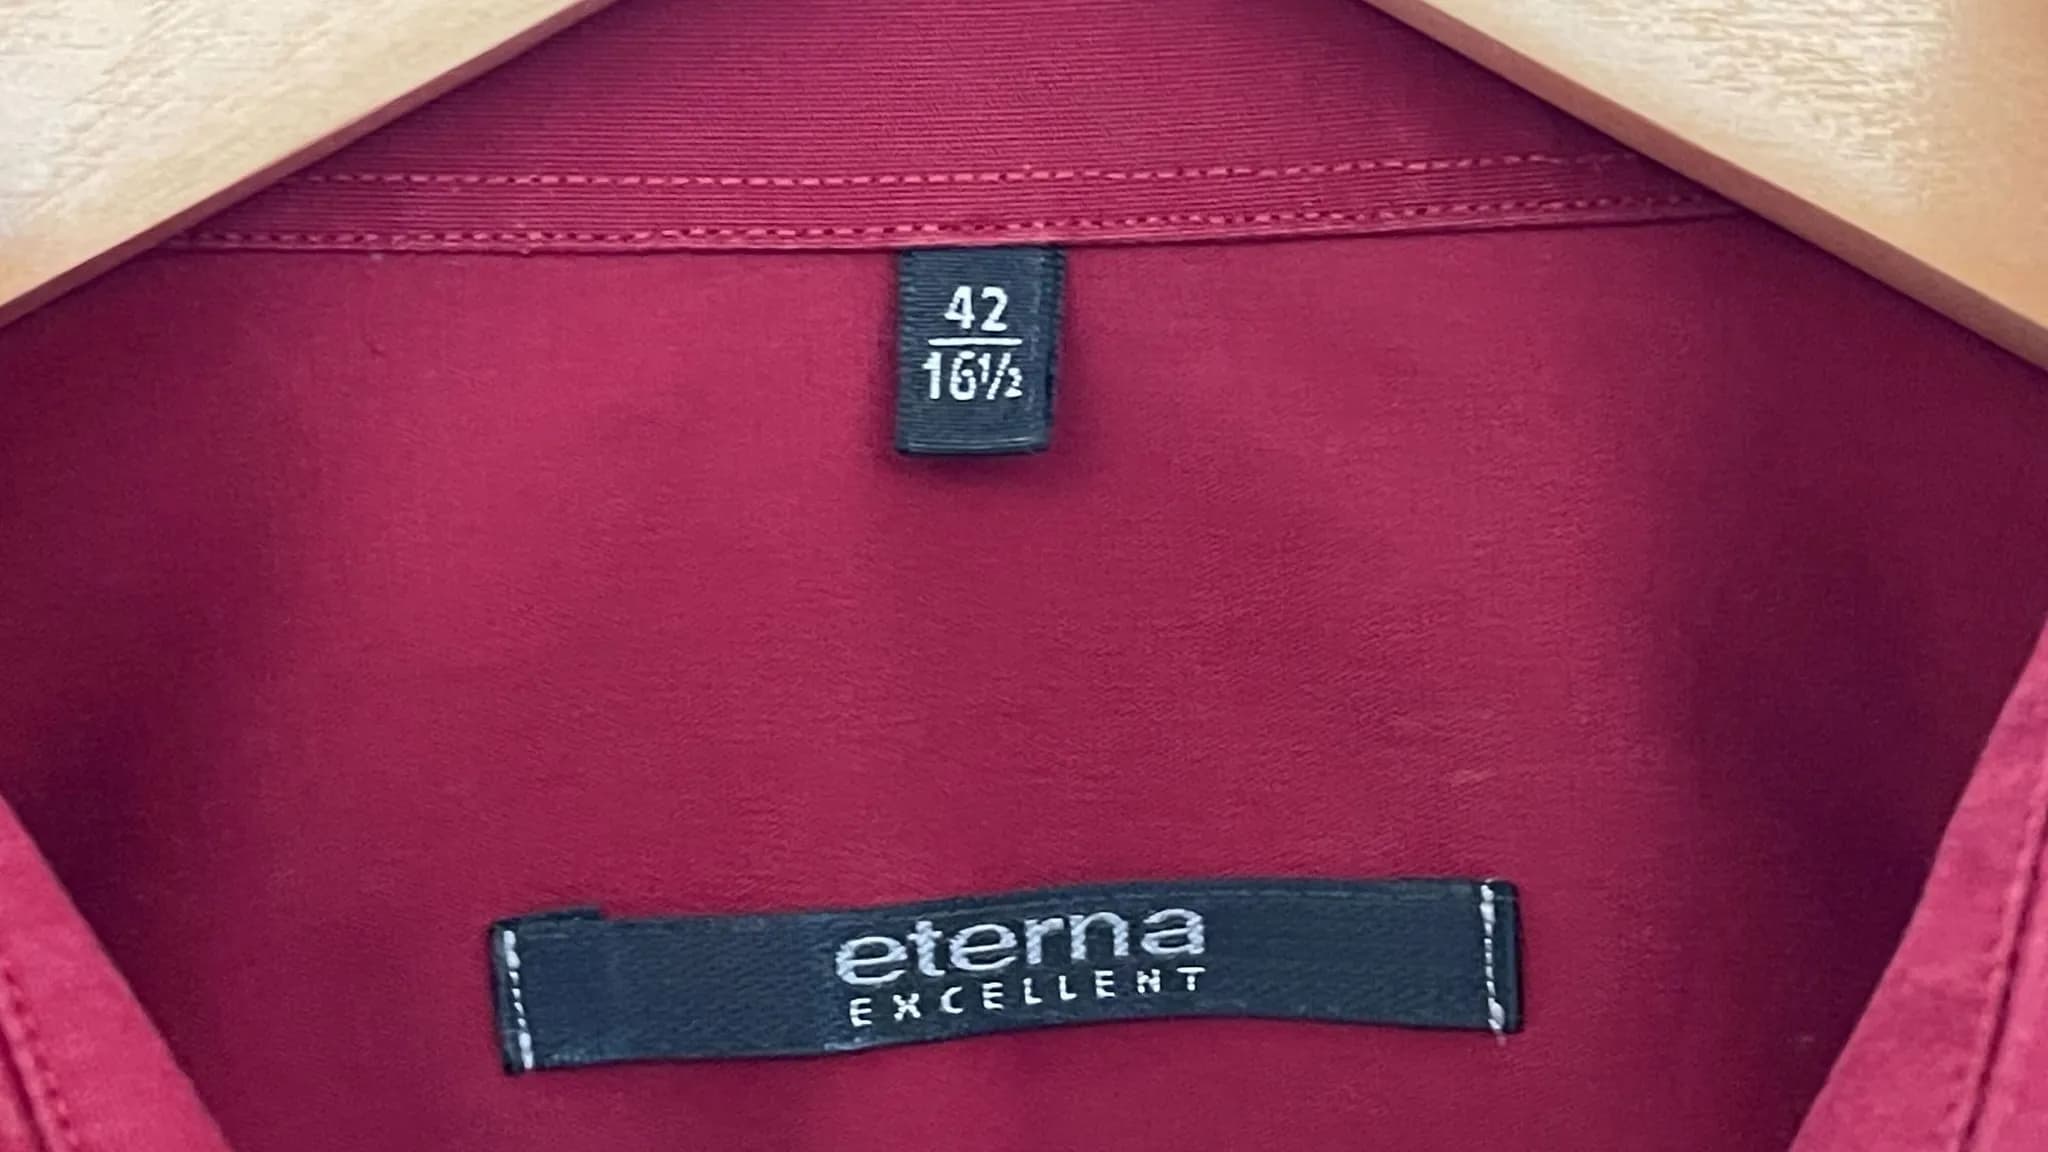 42
16½
eterna
EXCELLENT